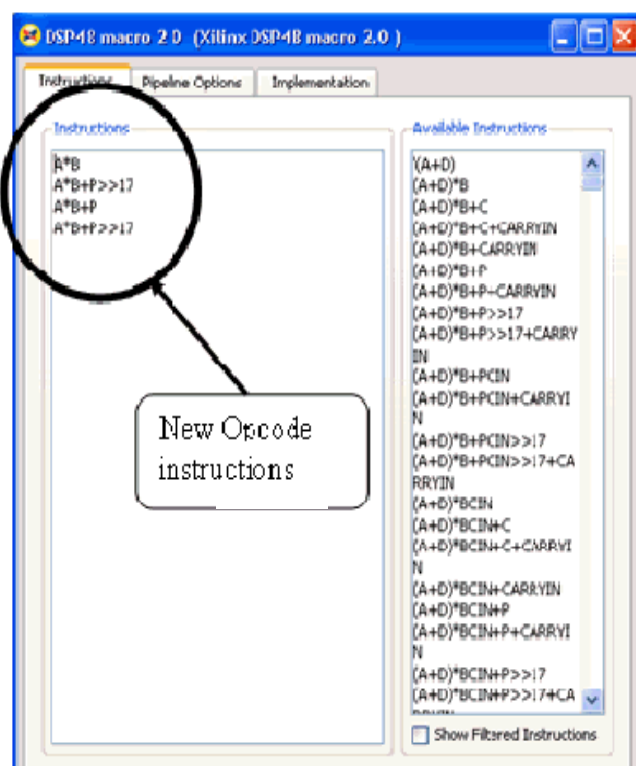 DSP48 macro 2.0 (Xilinx DSP48 macro 2.0 )
Instructions Pipeline Options Implementation
Instructions
A*B
A*B+P>>17
A*B+P
A*B+P>>17
New Opcode
instructions
Available Instructions
(A+D)
(A+D)*B
(A+D)*B+C
(A+D)*B+C+CARRYIN
(A+D)*B+CARRYIN
(A+D)*B+P
(A+D)*B+P+CARRYIN
(A+D)*B+P>>17
(A+D)*B+P>>17+CARRY
IN
(A+D)*B+PCIN
(A+D)*B+PCIN+CARRYI
N
(A+D)*B+PCIN>>17
(A+D)*B+PCIN>>17+CA
RRYIN
(A+D)*BCIN
(A+D)*BCIN+C
(A+D)*BCIN+C+CARRYI
N
(A+D)*BCIN+CARRYIN
(A+D)*BCIN+P
(A+D)*BCIN+P+CARRYI
N
(A+D)*BCIN+P>>17
(A+D)*BCIN+P>>17+CA
Show Filtered Instructions